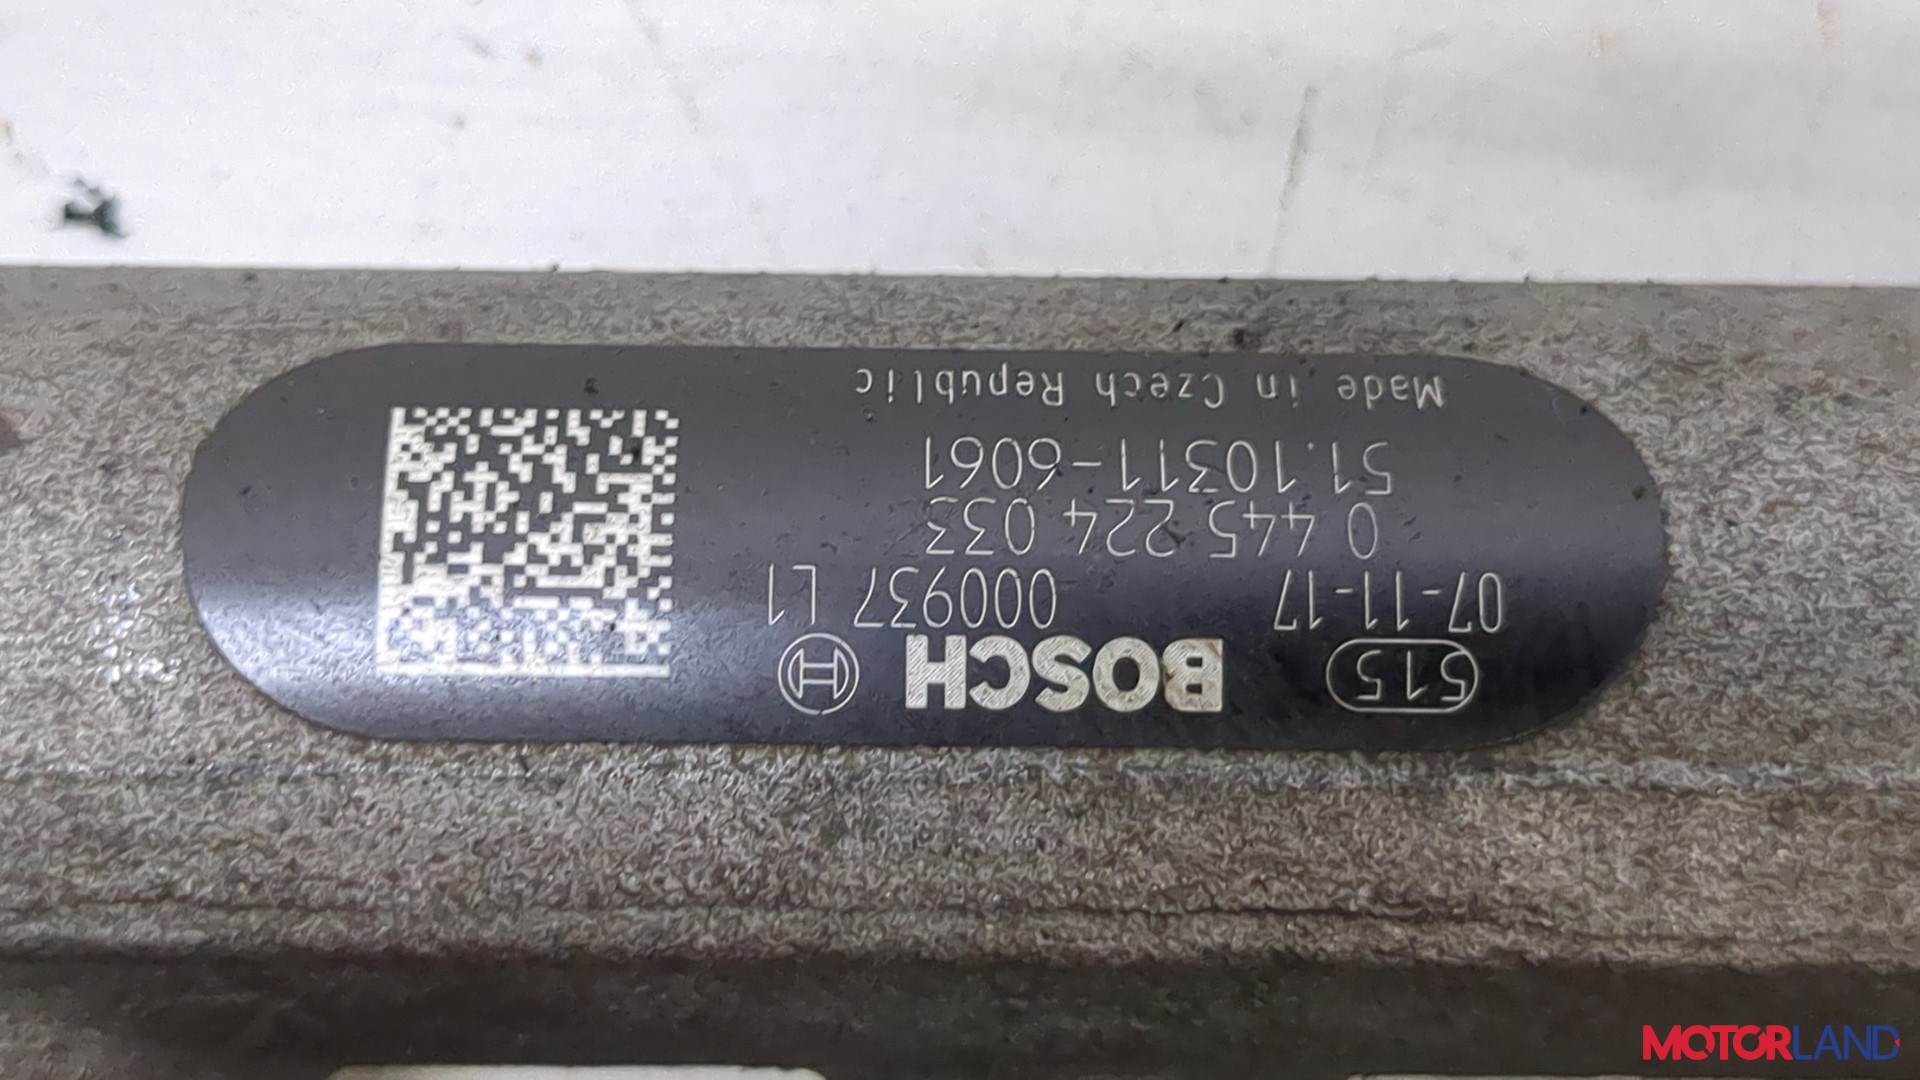 515 BOSCH
07-11-17 000937 L1
0 445 224 033
51.10311-6061
Made in Czech Republic
MOTORLAND